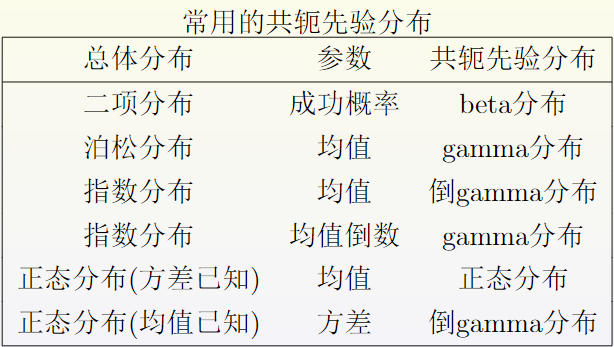 常用的共轭先验分布
总体分布 参数 共轭先验分布
二项分布 成功概率 beta分布
泊松分布 均值 gamma分布
指数分布 均值 倒gamma分布
指数分布 均值倒数 gamma分布
正态分布(方差已知) 均值 正态分布
正态分布(均值已知) 方差 倒gamma分布